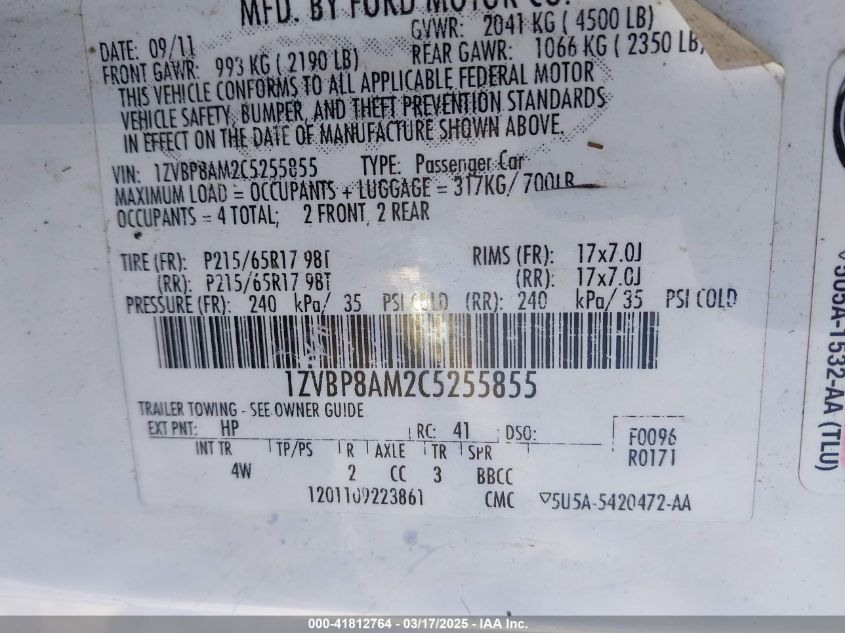 MFD. BY FORD MOTOR CO.
GVWR: 2041 KG ( 4500 LB)
DATE: 09/11
REAR GAWR: 1066 KG ( 2350 LB)
FRONT GAWR: 993 KG ( 2190 LB)
THIS VEHICLE CONFORMS TO ALL APPLICABLE FEDERAL MOTOR
VEHICLE SAFETY, BUMPER, AND THEFT PREVENTION STANDARDS
IN EFFECT ON THE DATE OF MANUFACTURE SHOWN ABOVE.
VIN: 1ZVBP8AM2C5255855 TYPE: Passenger Car
MAXIMUM LOAD = OCCUPANTS + LUGGAGE = 317KG/ 700LB
OCCUPANTS = 4 TOTAL; 2 FRONT, 2 REAR
TIRE (FR): P215/65R17 98T RIMS (FR): 17x7.0J
(RR): P215/65R17 98T (RR): 17x7.0J
PRESSURE (FR): 240 kPa/ 35 PSI COLD (RR): 240 kPa/ 35 PSI COLD
1ZVBP8AM2C5255855
TRAILER TOWING - SEE OWNER GUIDE
EXT PNT: HP RC: 41 DSO: F0096
INT TR TP/PS R AXLE TR SPR R0171
4W 2 CC 3 BBCC
1201109223861 CMC ▽5U5A-5420472-AA
5U5A-1532-AA (TLU)
000-41812764 - 03/17/2025 - IAA Inc.